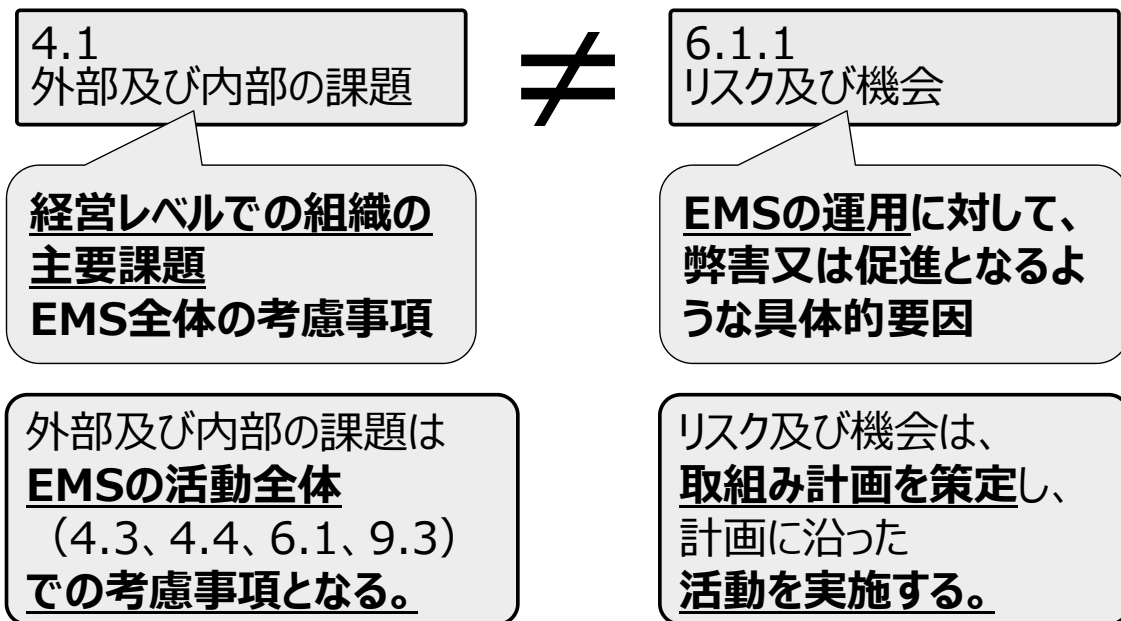 4.1
外部及び内部の課題
≠
6.1.1
リスク及び機会
経営レベルでの組織の
主要課題
EMS全体の考慮事項
EMSの運用に対して、
弊害又は促進となるよ
うな具体的要因
外部及び内部の課題は
EMSの活動全体
（4.3、4.4、6.1、9.3）
での考慮事項となる。
リスク及び機会は、
取組み計画を策定し、
計画に沿った
活動を実施する。